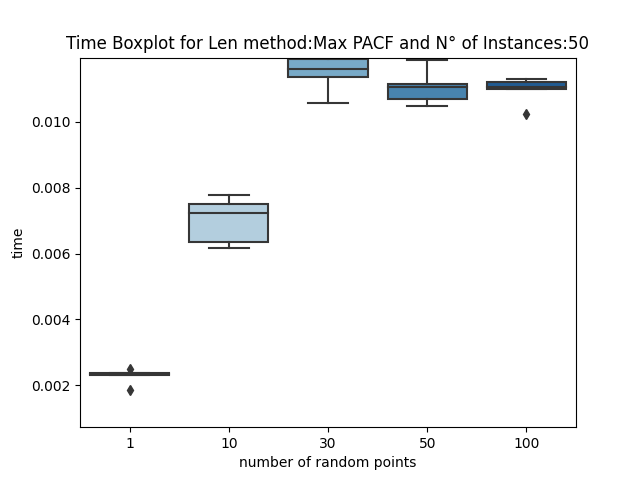 Time Boxplot for Len method:Max PACF and N° of Instances:50
0.010
0.008
0.006
0.004
0.002
time
1 10 30 50 100
number of random points